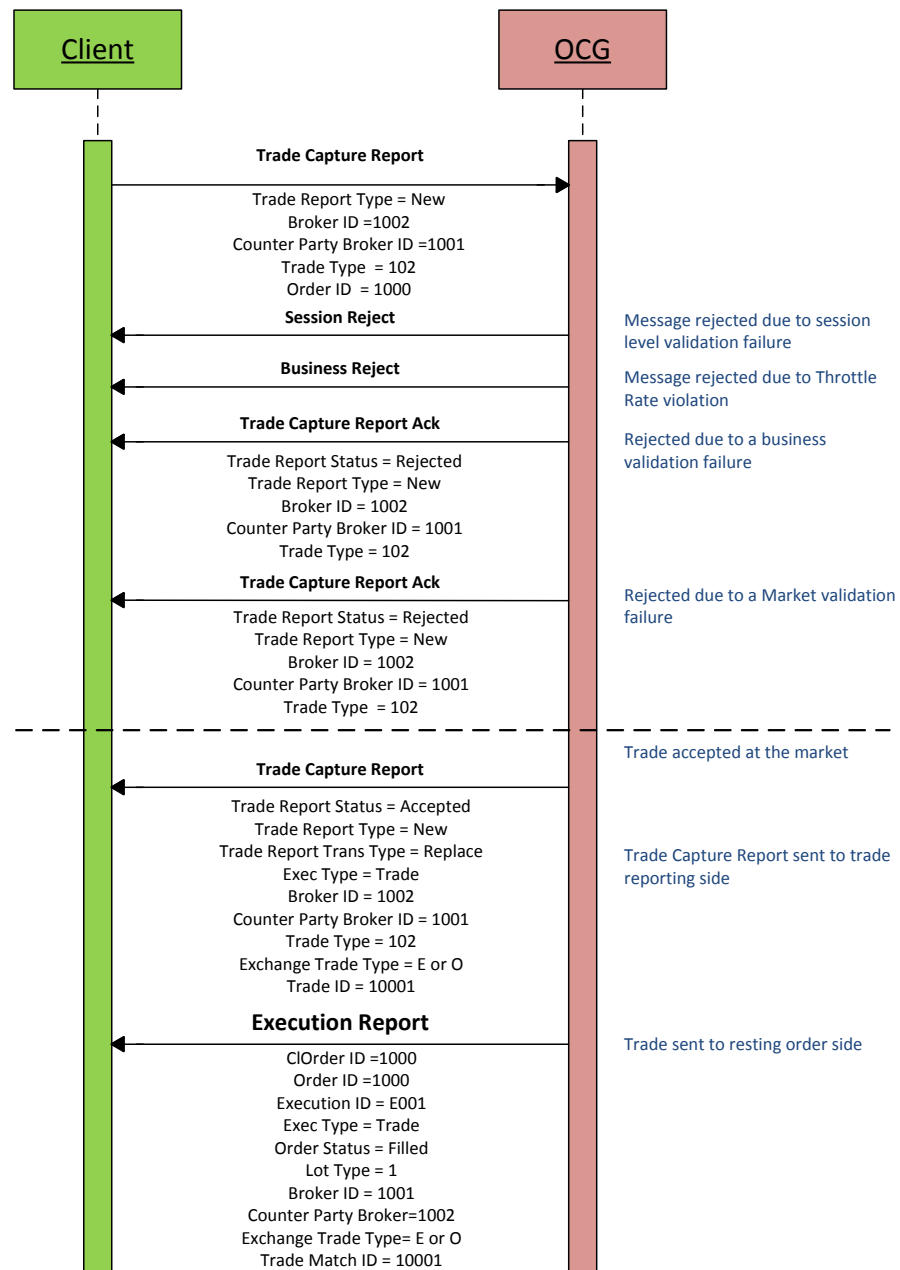 Client
OCG
Trade Capture Report
Trade Report Type = New
Broker ID =1002
Counter Party Broker ID =1001
Trade Type  = 102
Order ID  = 1000
Session Reject
Message rejected due to session
level validation failure
Business Reject
Message rejected due to Throttle
Rate violation
Trade Capture Report Ack
Rejected due to a business
validation failure
Trade Report Status = Rejected
Trade Report Type = New
Broker ID = 1002
Counter Party Broker ID = 1001
Trade Type = 102
Trade Capture Report Ack
Rejected due to a Market validation
failure
Trade Report Status = Rejected
Trade Report Type = New
Broker ID = 1002
Counter Party Broker ID = 1001
Trade Type  = 102
Trade accepted at the market
Trade Capture Report
Trade Report Status = Accepted
Trade Report Type = New
Trade Report Trans Type = Replace
Exec Type = Trade
Broker ID = 1002
Counter Party Broker ID = 1001
Trade Type = 102
Exchange Trade Type = E or O
Trade ID = 10001
Trade Capture Report sent to trade
reporting side
Execution Report
Trade sent to resting order side
ClOrder ID =1000
Order ID =1000
Execution ID = E001
Exec Type = Trade
Order Status = Filled
Lot Type = 1
Broker ID = 1001
Counter Party Broker=1002
Exchange Trade Type= E or O
Trade Match ID = 10001